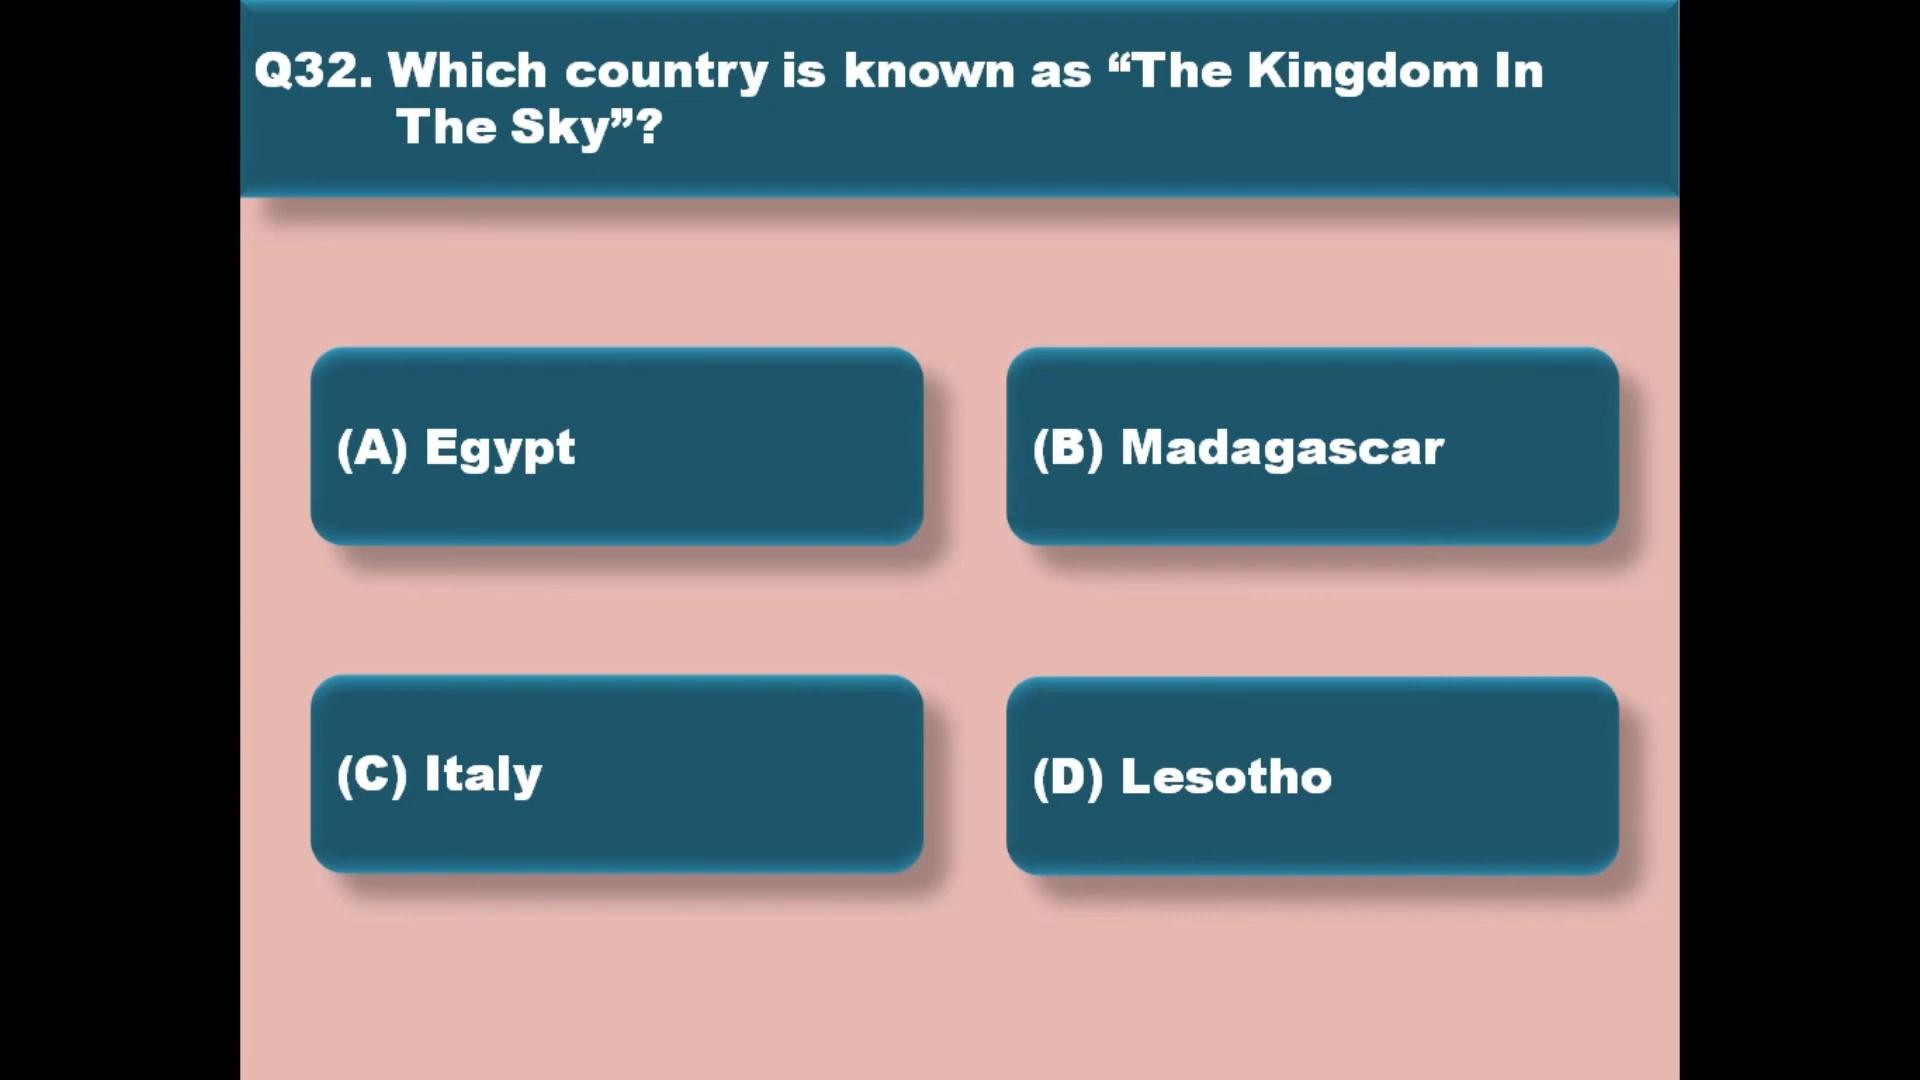 Q32. Which country is known as “The Kingdom In
The Sky”?
(A) Egypt
(B) Madagascar
(C) Italy
(D) Lesotho